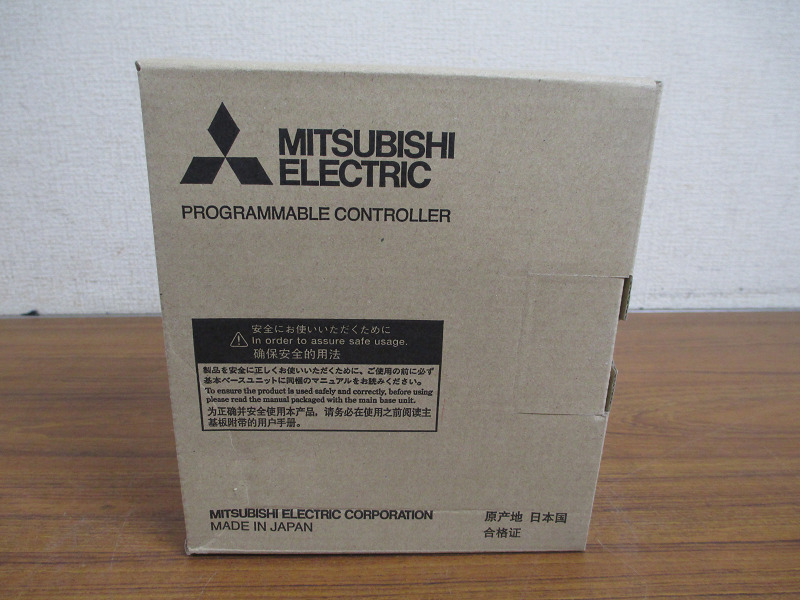 MITSUBISHI
ELECTRIC
PROGRAMMABLE CONTROLLER
安全にお使いいただくために
In order to assure safe usage.
确保安全的用法
製品を安全に正しくお使いいただくために、ご使用の前に必ず
基本ベースユニットに同梱のマニュアルをお読みください。
To ensure the product is used safely and correctly, before using
please read the manual packaged with the main base unit.
为正确并安全使用本产品，请务必在使用之前阅读主
基板附带的用户手册。
MITSUBISHI ELECTRIC CORPORATION
MADE IN JAPAN
原产地 日本国
合格证